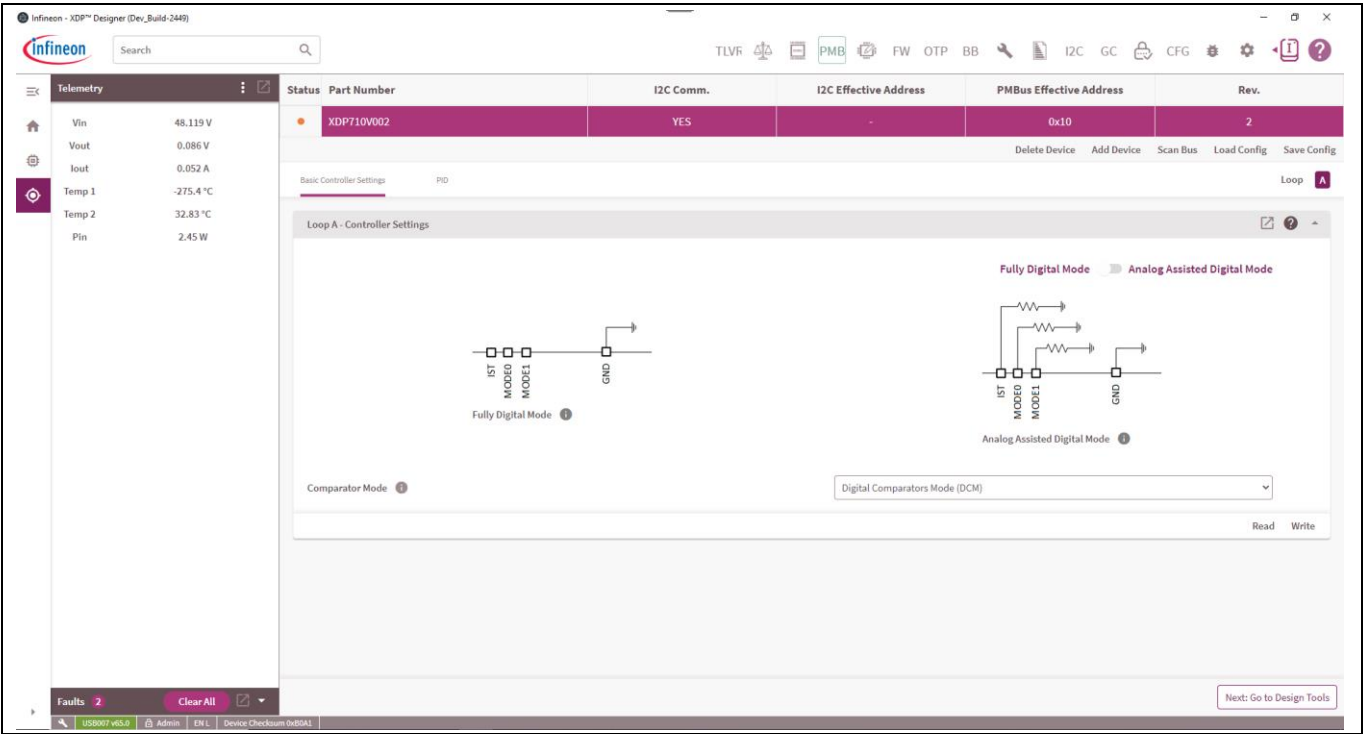 Infineon - XDP™ Designer (Dev_Build-2449)
infineon
Search
TLVR PMB FW OTP BB I2C GC CFG
Telemetry
Vin 48.119 V
Vout 0.086 V
Iout 0.052 A
Temp 1 -275.4 °C
Temp 2 32.83 °C
Pin 2.45 W
Status Part Number I2C Comm. I2C Effective Address PMBus Effective Address Rev.
XDP710V002 YES - 0x10 2
Delete Device Add Device Scan Bus Load Config Save Config
Basic Controller Settings PID Loop A
Loop A - Controller Settings
Fully Digital Mode Analog Assisted Digital Mode
IST
MODE0
MODE1
GND
Fully Digital Mode
IST
MODE0
MODE1
GND
Analog Assisted Digital Mode
Comparator Mode Digital Comparators Mode (DCM)
Read Write
Next: Go to Design Tools
Faults 2 Clear All
USB007 v65.0 Admin EN L Device Checksum 0xB0A1